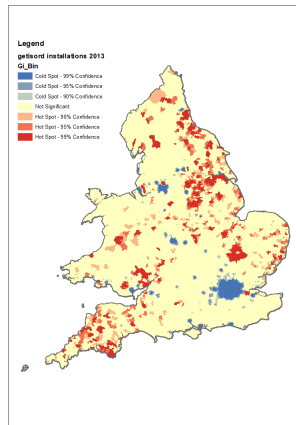 Legend
getisord installations 2013
Gi_Bin
Cold Spot - 99% Confidence
Cold Spot - 95% Confidence
Cold Spot - 90% Confidence
Not Significant
Hot Spot - 90% Confidence
Hot Spot - 95% Confidence
Hot Spot - 99% Confidence